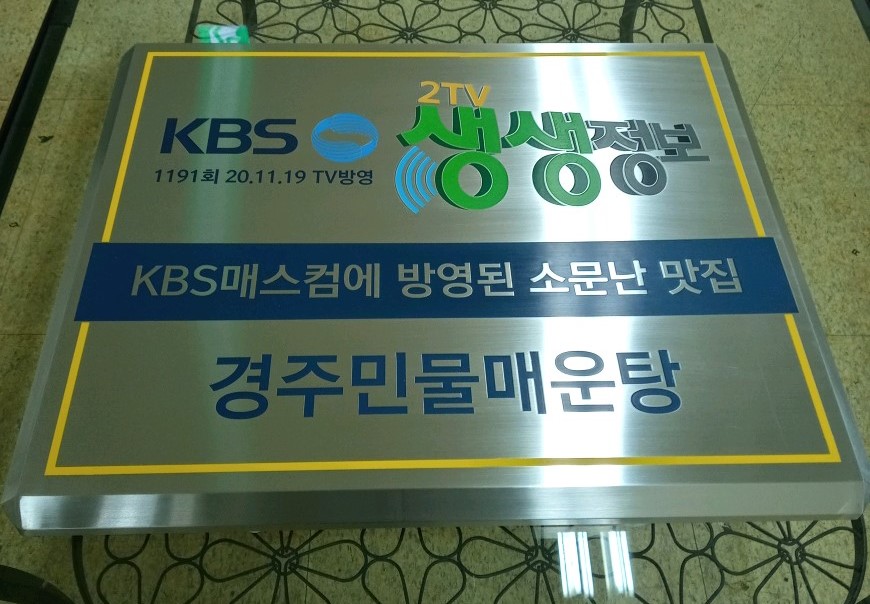 2TV
KBS 생생정보
1191회 20.11.19 TV방영
KBS매스컴에 방영된 소문난 맛집
경주민물매운탕